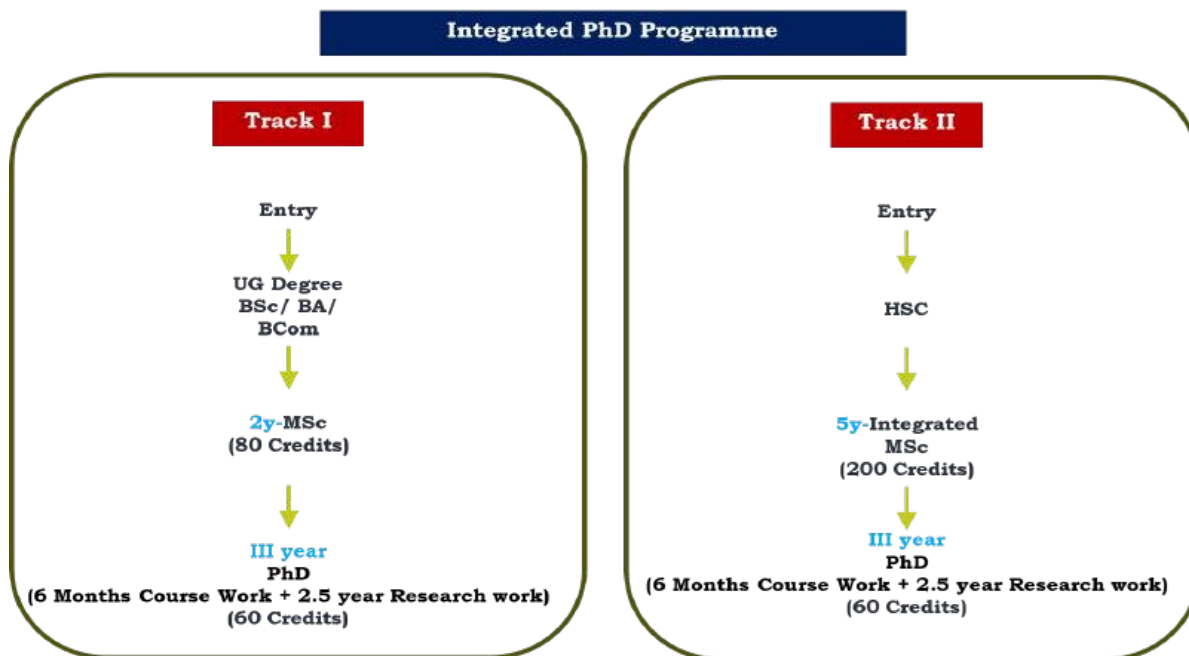 Integrated PhD Programme
Track I
Entry
UG Degree
BSc/ BA/
BCom
2y-MSc
(80 Credits)
III year
PhD
(6 Months Course Work + 2.5 year Research work)
(60 Credits)
Track II
Entry
HSC
5y-Integrated
MSc
(200 Credits)
III year
PhD
(6 Months Course Work + 2.5 year Research work)
(60 Credits)